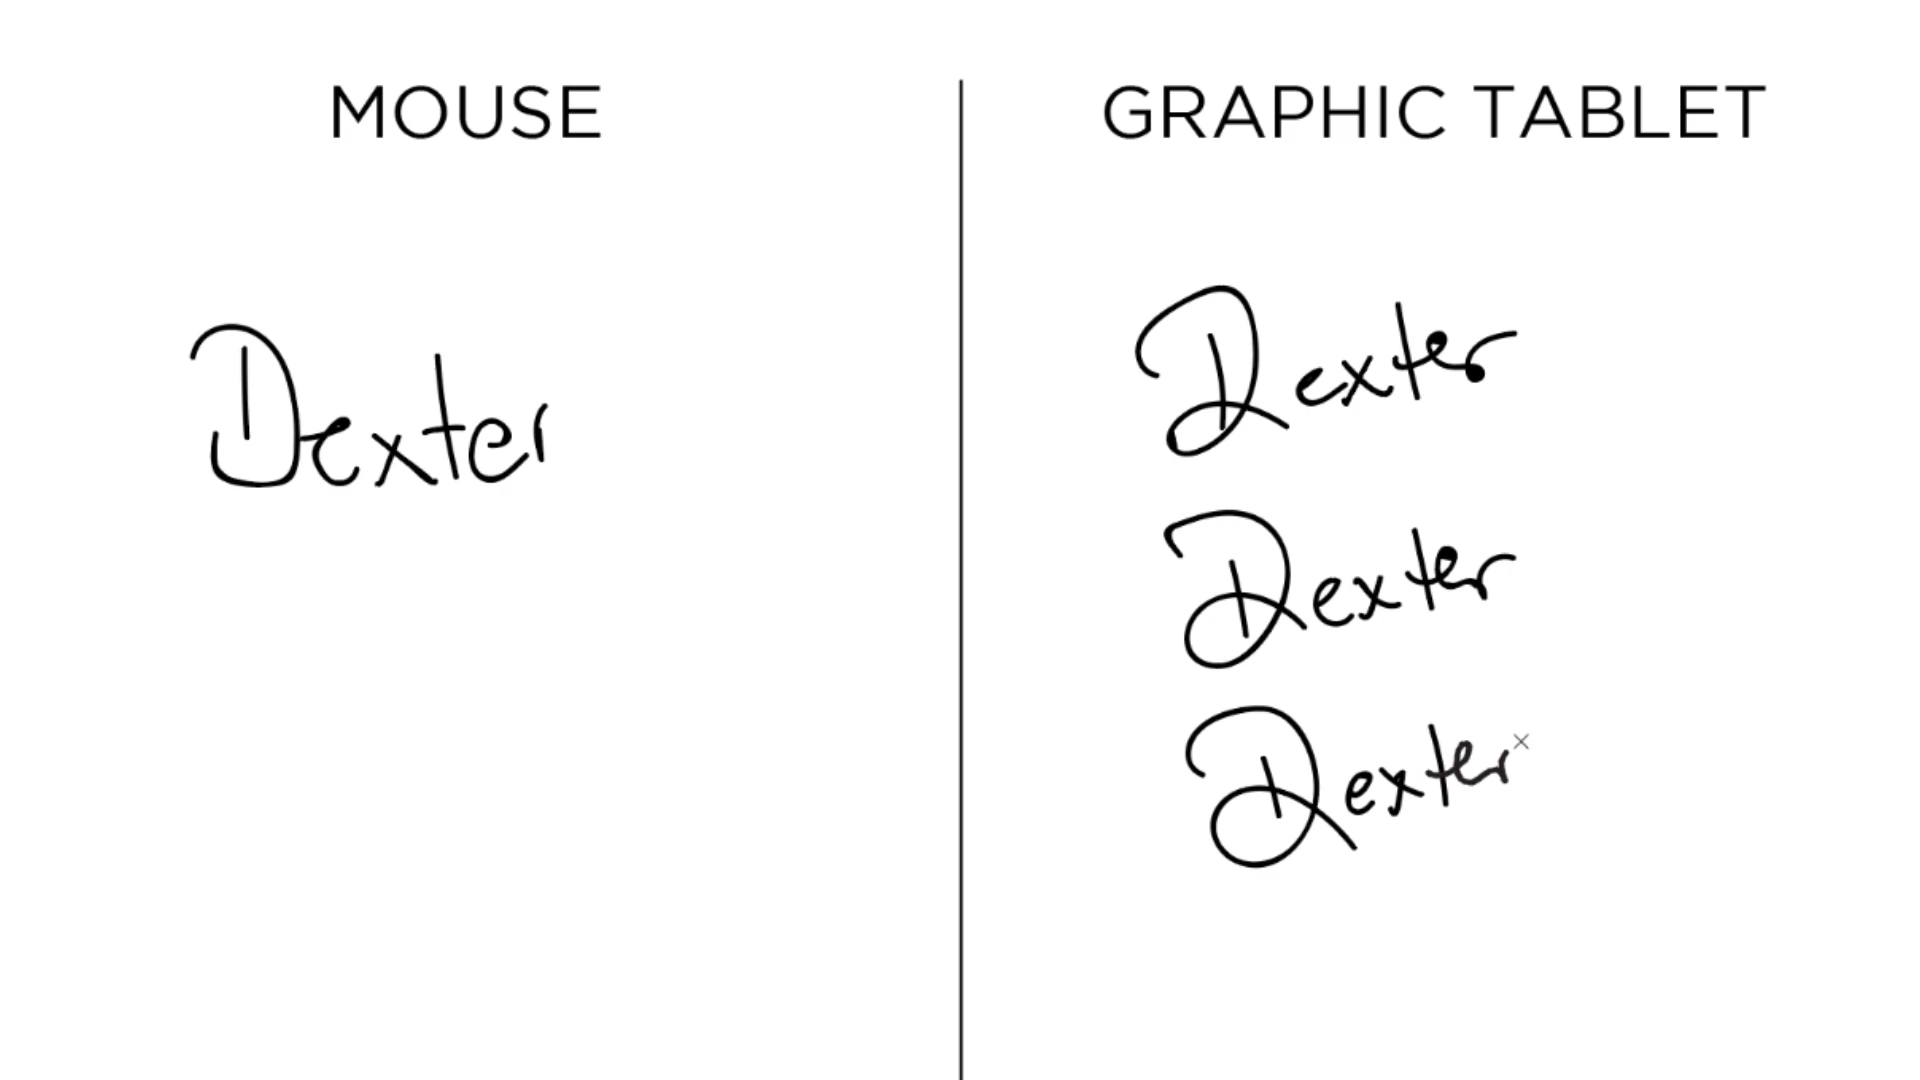 MOUSE
GRAPHIC TABLET
Dexter
Dexter
Dexter
Dexter